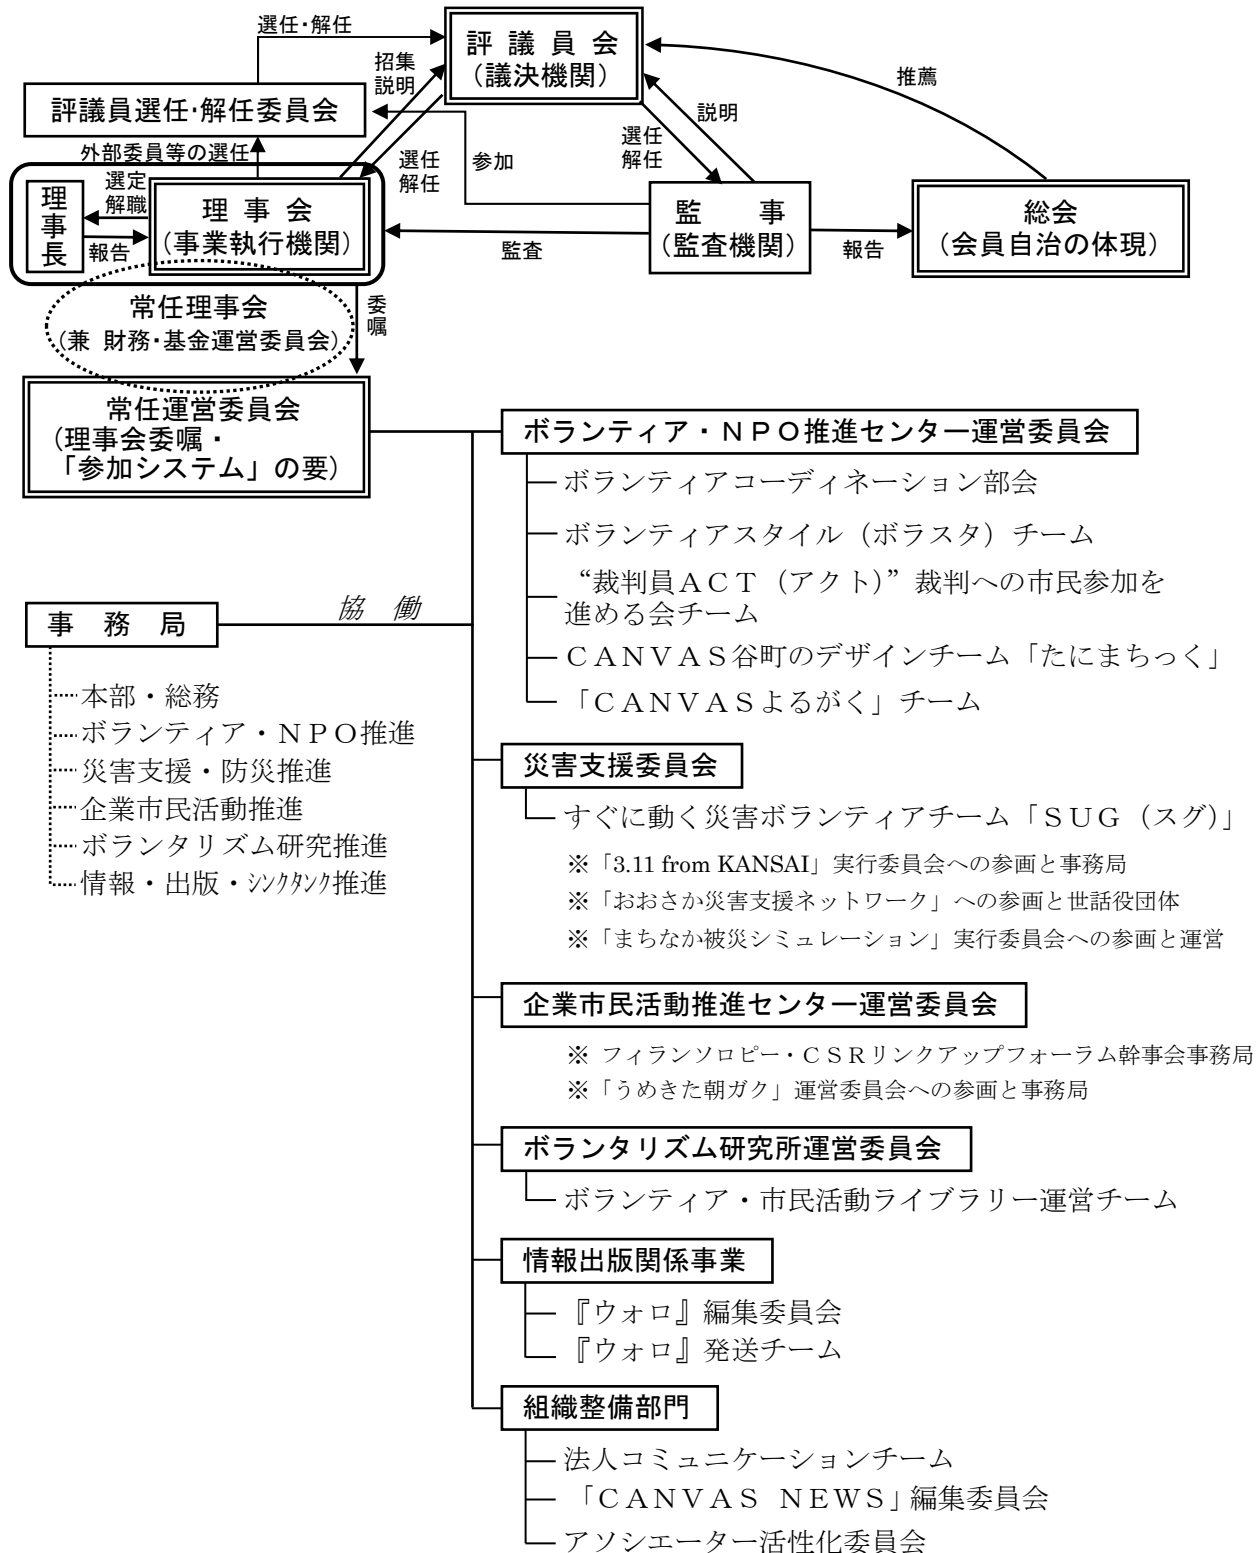 選任・解任
評議員会
(議決機関)
招集
説明
推薦
評議員選任・解任委員会
説明
選任
解任
外部委員等の選任
選任
解任
参加
理事長
選定
解職
報告
理事会
(事業執行機関)
監査
監　事
(監査機関)
報告
総会
(会員自治の体現)
常任理事会
(兼 財務・基金運営委員会)
委嘱
常任運営委員会
(理事会委嘱・
「参加システム」の要)
ボランティア・ＮＰＯ推進センター運営委員会
ボランティアコーディネーション部会
ボランティアスタイル（ボラスタ）チーム
“裁判員ＡＣＴ（アクト)”裁判への市民参加を
進める会チーム
ＣＡＮＶＡＳ谷町のデザインチーム「たにまちっく」
「ＣＡＮＶＡＳよるがく」チーム
事　務　局
協　働
本部・総務
ボランティア・ＮＰＯ推進
災害支援・防災推進
企業市民活動推進
ボランタリズム研究推進
情報・出版・ｼﾝｸﾀﾝｸ推進
災害支援委員会
すぐに動く災害ボランティアチーム「ＳＵＧ（スグ)」
※「3.11 from KANSAI」実行委員会への参画と事務局
※「おおさか災害支援ネットワーク」への参画と世話役団体
※「まちなか被災シミュレーション」実行委員会への参画と運営
企業市民活動推進センター運営委員会
※ フィランソロピー・ＣＳＲリンクアップフォーラム幹事会事務局
※「うめきた朝ガク」運営委員会への参画と事務局
ボランタリズム研究所運営委員会
ボランティア・市民活動ライブラリー運営チーム
情報出版関係事業
『ウォロ』編集委員会
『ウォロ』発送チーム
組織整備部門
法人コミュニケーションチーム
「ＣＡＮＶＡＳ　ＮＥＷＳ」編集委員会
アソシエーター活性化委員会